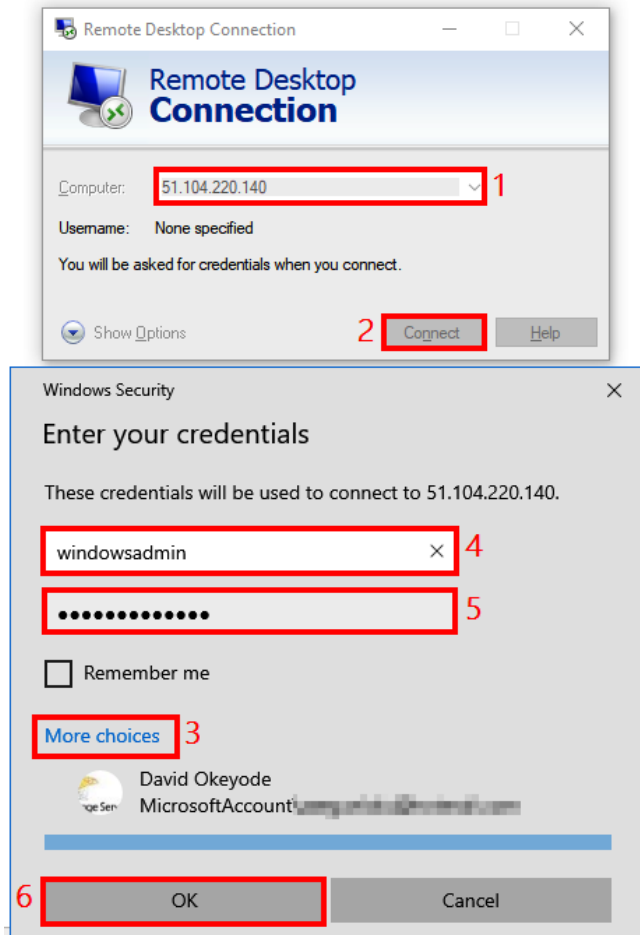 Remote Desktop Connection
Remote Desktop
Connection
Computer: 51.104.220.140 1
Username: None specified
You will be asked for credentials when you connect.
Show Options 2 Connect Help
Windows Security
Enter your credentials
These credentials will be used to connect to 51.104.220.140.
windowsadmin 4
5
Remember me
More choices 3
David Okeyode
MicrosoftAccount\
6 OK Cancel